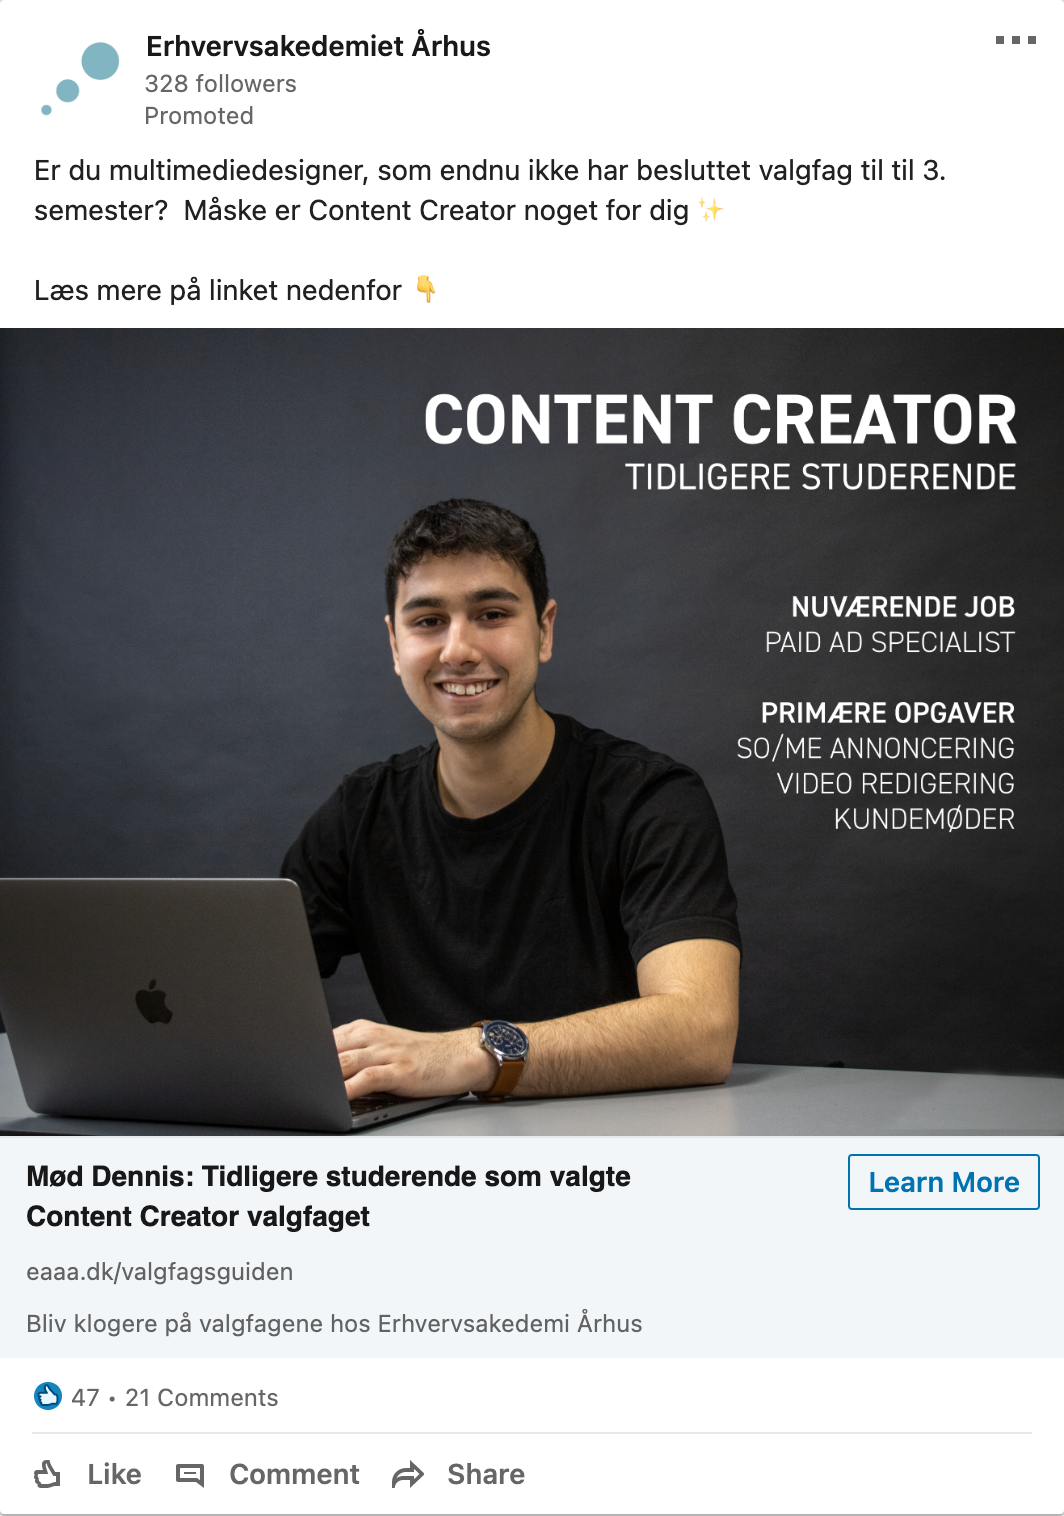 Erhvervsakedemiet Århus
328 followers
Promoted
Er du multimediedesigner, som endnu ikke har besluttet valgfag til til 3.
semester?  Måske er Content Creator noget for dig ✨
Læs mere på linket nedenfor 👇
CONTENT CREATOR
TIDLIGERE STUDERENDE
NUVÆRENDE JOB
PAID AD SPECIALIST
PRIMÆRE OPGAVER
SO/ME ANNONCERING
VIDEO REDIGERING
KUNDEMØDER
Mød Dennis: Tidligere studerende som valgte
Content Creator valgfaget
Learn More
eaaa.dk/valgfagsguiden
Bliv klogere på valgfagene hos Erhvervsakedemi Århus
47 • 21 Comments
Like Comment Share